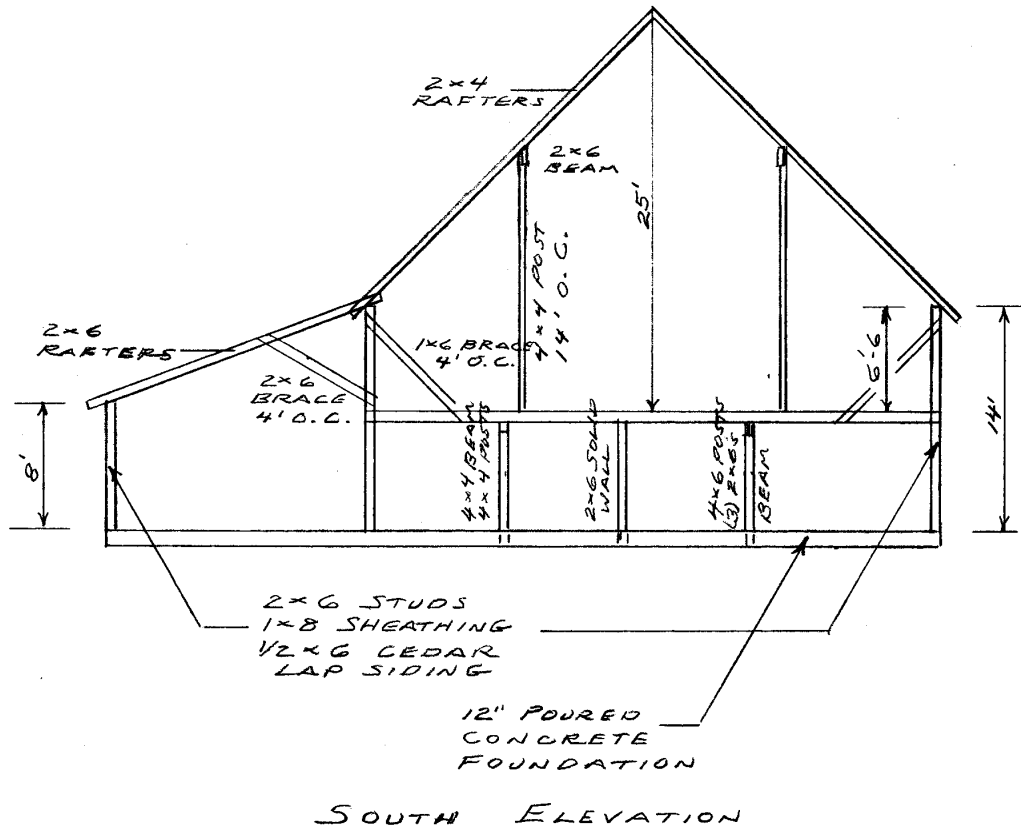 2×4
RAFTERS
2×6
BEAM
25'
4×4 POST
14' O.C.
2×6
RAFTERS
1×6 BRACE
4' O.C.
2×6
BRACE
4' O.C.
6'-6
14'
8'
4×4 BEAM
4×4 POSTS
2×6 SOLID
WALL
4×6 POSTS
(3) 2×6's
BEAM
2×6 STUDS
1×8 SHEATHING
1/2×6 CEDAR
LAP SIDING
12" POURED
CONCRETE
FOUNDATION
SOUTH ELEVATION